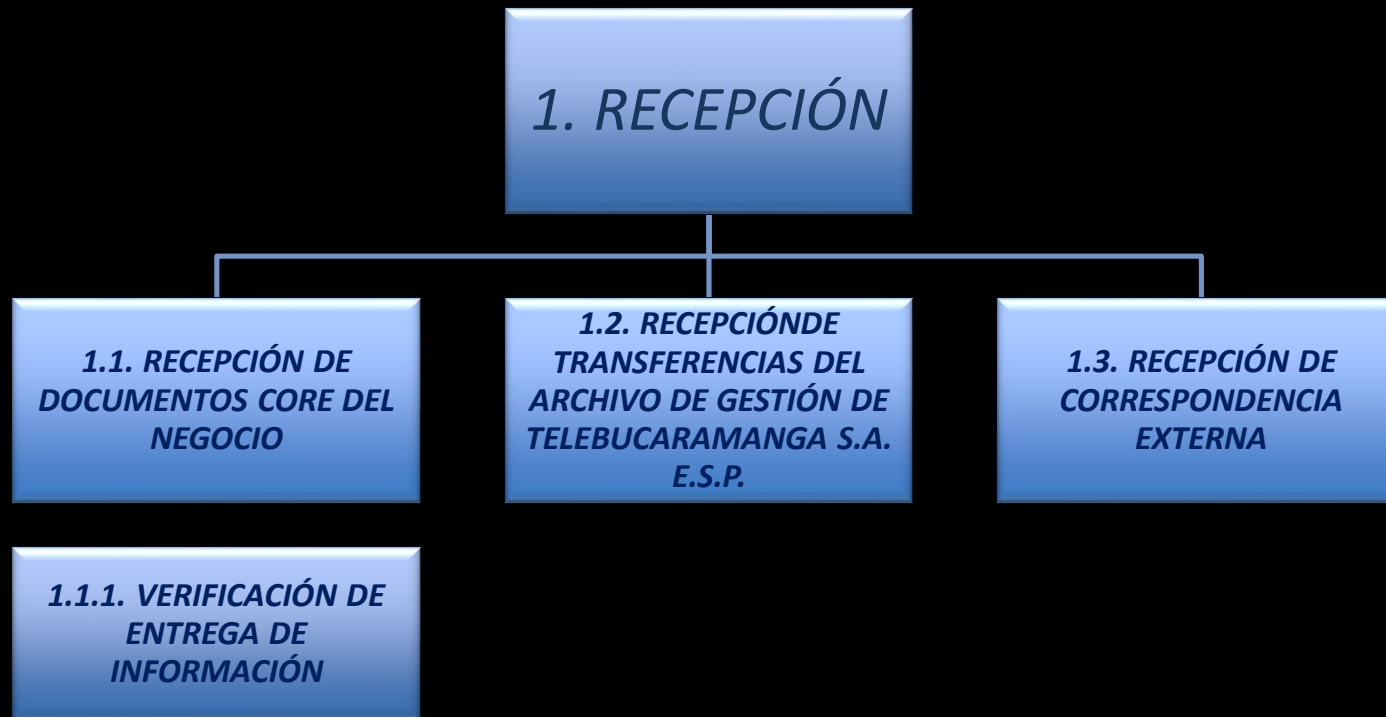 1. RECEPCIÓN
1.1. RECEPCIÓN DE
DOCUMENTOS CORE DEL
NEGOCIO
1.2. RECEPCIÓNDE
TRANSFERENCIAS DEL
ARCHIVO DE GESTIÓN DE
TELEBUCARAMANGA S.A.
E.S.P.
1.3. RECEPCIÓN DE
CORRESPONDENCIA
EXTERNA
1.1.1. VERIFICACIÓN DE
ENTREGA DE
INFORMACIÓN